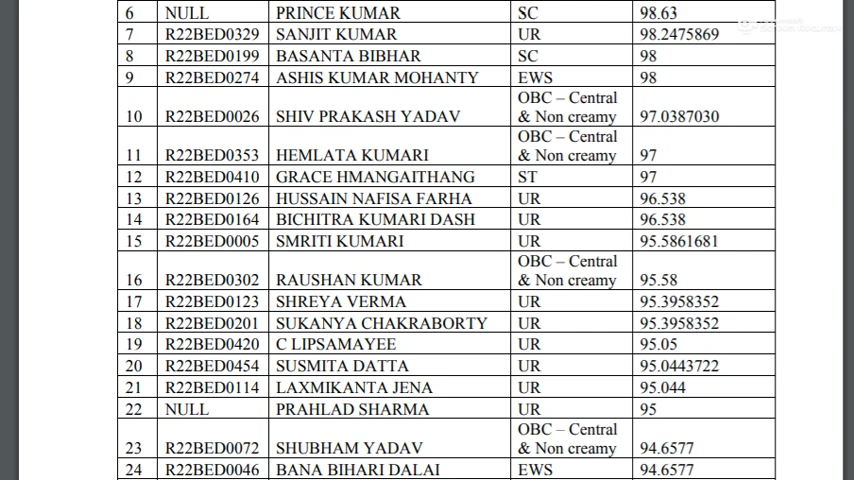 6 NULL PRINCE KUMAR SC 98.63
7 R22BED0329 SANJIT KUMAR UR 98.2475869
8 R22BED0199 BASANTA BIBHAR SC 98
9 R22BED0274 ASHIS KUMAR MOHANTY EWS 98
OBC – Central
10 R22BED0026 SHIV PRAKASH YADAV & Non creamy 97.0387030
OBC – Central
11 R22BED0353 HEMLATA KUMARI & Non creamy 97
12 R22BED0410 GRACE HMANGAITHANG ST 97
13 R22BED0126 HUSSAIN NAFISA FARHA UR 96.538
14 R22BED0164 BICHITRA KUMARI DASH UR 96.538
15 R22BED0005 SMRITI KUMARI UR 95.5861681
OBC – Central
16 R22BED0302 RAUSHAN KUMAR & Non creamy 95.58
17 R22BED0123 SHREYA VERMA UR 95.3958352
18 R22BED0201 SUKANYA CHAKRABORTY UR 95.3958352
19 R22BED0420 C LIPSAMAYEE UR 95.05
20 R22BED0454 SUSMITA DATTA UR 95.0443722
21 R22BED0114 LAXMIKANTA JENA UR 95.044
22 NULL PRAHLAD SHARMA UR 95
OBC – Central
23 R22BED0072 SHUBHAM YADAV & Non creamy 94.6577
24 R22BED0046 BANA BIHARI DALAI EWS 94.6577